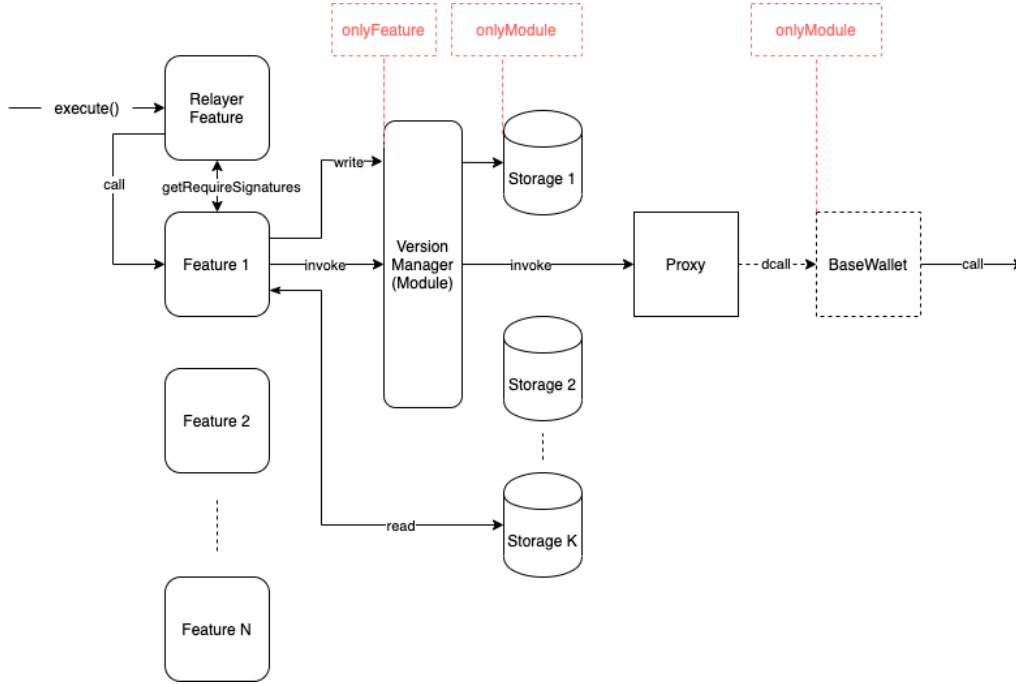 onlyFeature
onlyModule
onlyModule
Relayer
Feature
execute()
write
call
getRequireSignatures
Storage 1
Feature 1
invoke
Version
Manager
(Module)
invoke
Proxy
dcall
BaseWallet
call
Storage 2
Feature 2
read
Storage K
Feature N